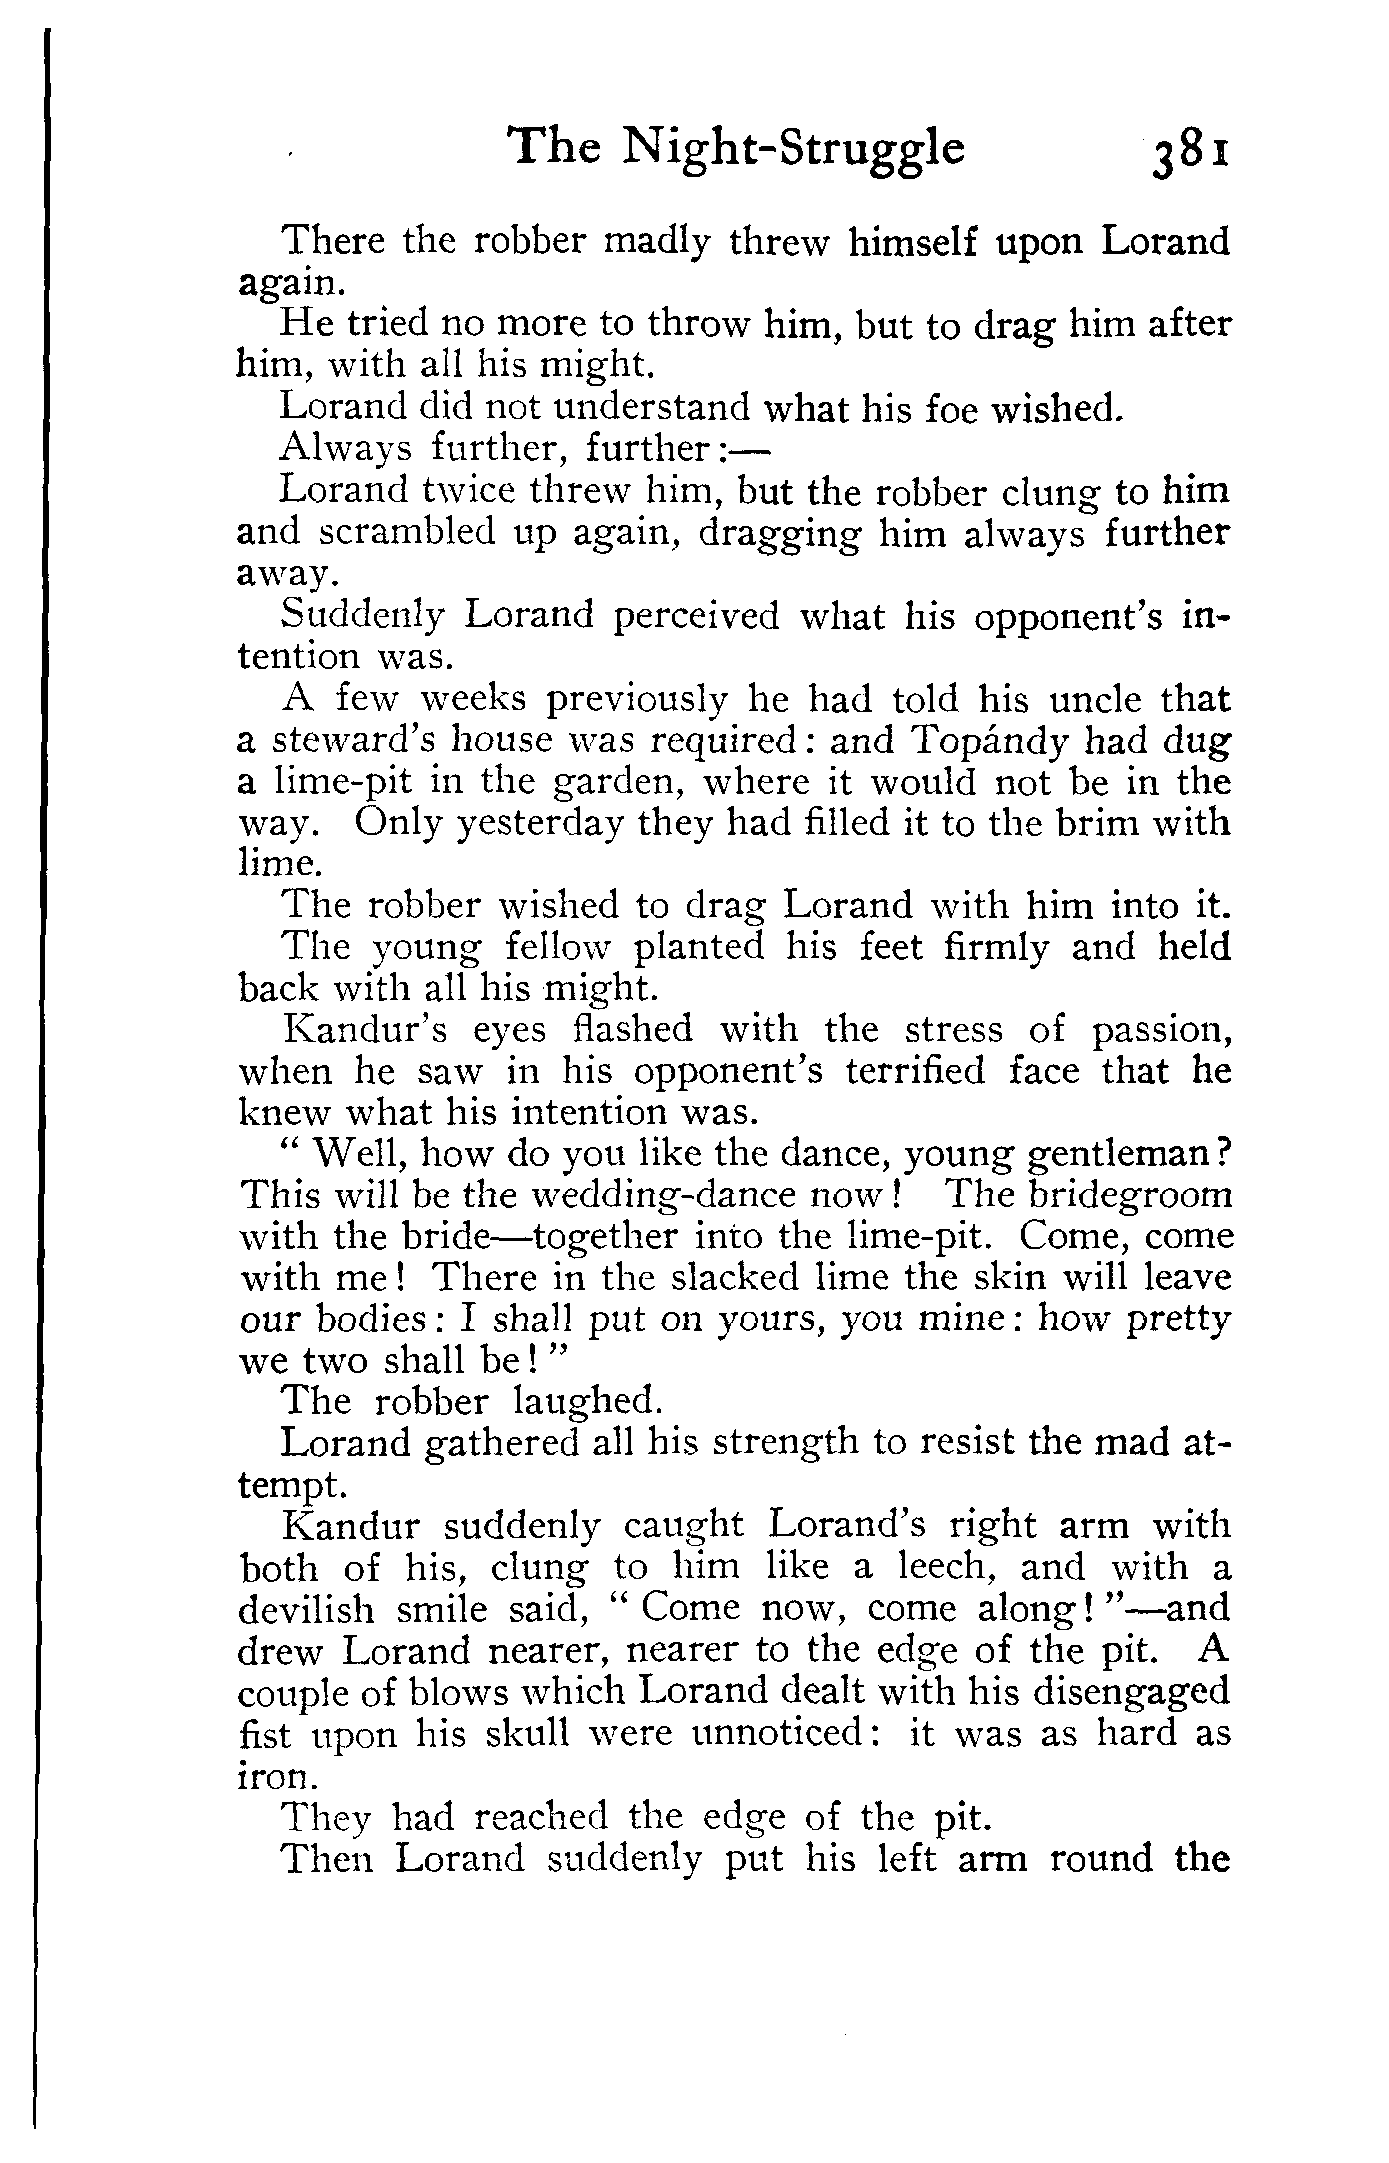 The Night-Struggle 381
There the robber madly threw himself upon Lorand
again.
He tried no more to throw him, but to drag him after
him, with all his might.
Lorand did not understand what his foe wished.
Always further, further:—
Lorand twice threw him, but the robber clung to him
and scrambled up again, dragging him always further
away.
Suddenly Lorand perceived what his opponent's in-
tention was.
A few weeks previously he had told his uncle that
a steward's house was required: and Topándy had dug
a lime-pit in the garden, where it would not be in the
way. Only yesterday they had filled it to the brim with
lime.
The robber wished to drag Lorand with him into it.
The young fellow planted his feet firmly and held
back with all his might.
Kandur's eyes flashed with the stress of passion,
when he saw in his opponent's terrified face that he
knew what his intention was.
" Well, how do you like the dance, young gentleman?
This will be the wedding-dance now! The bridegroom
with the bride—together into the lime-pit. Come, come
with me! There in the slacked lime the skin will leave
our bodies: I shall put on yours, you mine: how pretty
we two shall be!"
The robber laughed.
Lorand gathered all his strength to resist the mad at-
tempt.
Kandur suddenly caught Lorand's right arm with
both of his, clung to him like a leech, and with a
devilish smile said, " Come now, come along!"—and
drew Lorand nearer, nearer to the edge of the pit. A
couple of blows which Lorand dealt with his disengaged
fist upon his skull were unnoticed: it was as hard as
iron.
They had reached the edge of the pit.
Then Lorand suddenly put his left arm round the